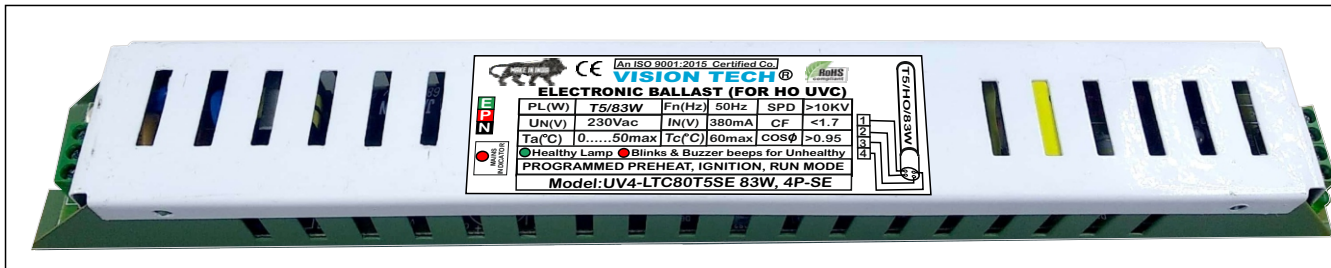 MAKE IN INDIA
CE
An ISO 9001:2015 Certified Co.
VISION TECH®
RoHS
compliant
ELECTRONIC BALLAST (FOR HO UVC)
E
P
N
PL(W) T5/83W Fn(Hz) 50Hz SPD >10KV
UN(V) 230Vac IN(V) 380mA CF <1.7
Ta(°C) 0......50max Tc(°C) 60max COSϕ >0.95
MAINS
INDICATOR
Healthy Lamp Blinks & Buzzer beeps for Unhealthy
PROGRAMMED PREHEAT, IGNITION, RUN MODE
Model:UV4-LTC80T5SE 83W, 4P-SE
1
2
3
4
T5/HO/83W